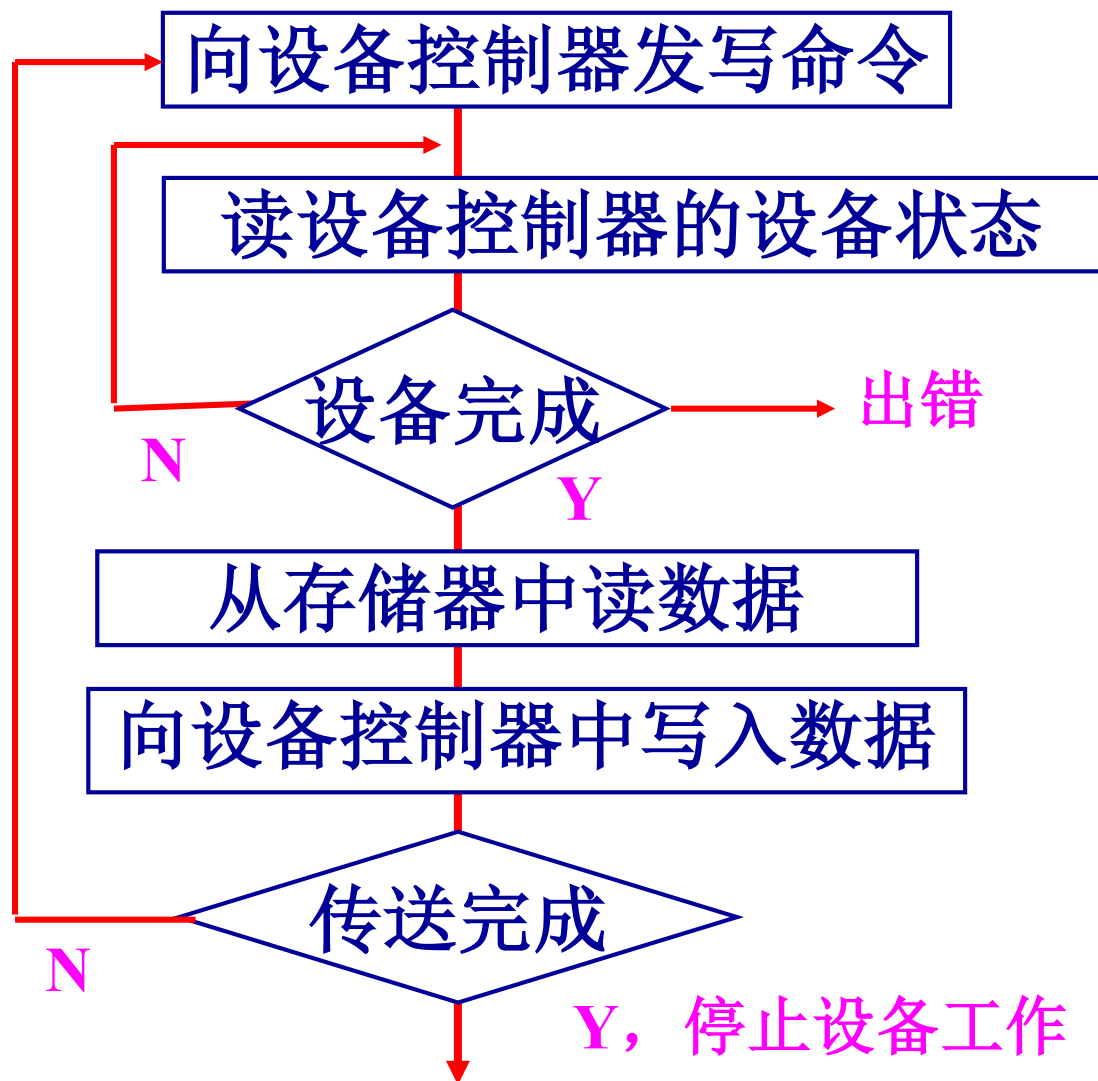 向设备控制器发写命令
读设备控制器的设备状态
设备完成
出错
N
Y
从存储器中读数据
向设备控制器中写入数据
传送完成
N
Y，停止设备工作